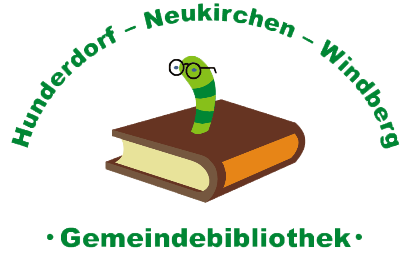 Hunderdorf – Neukirchen – Windberg
· Gemeindebibliothek ·